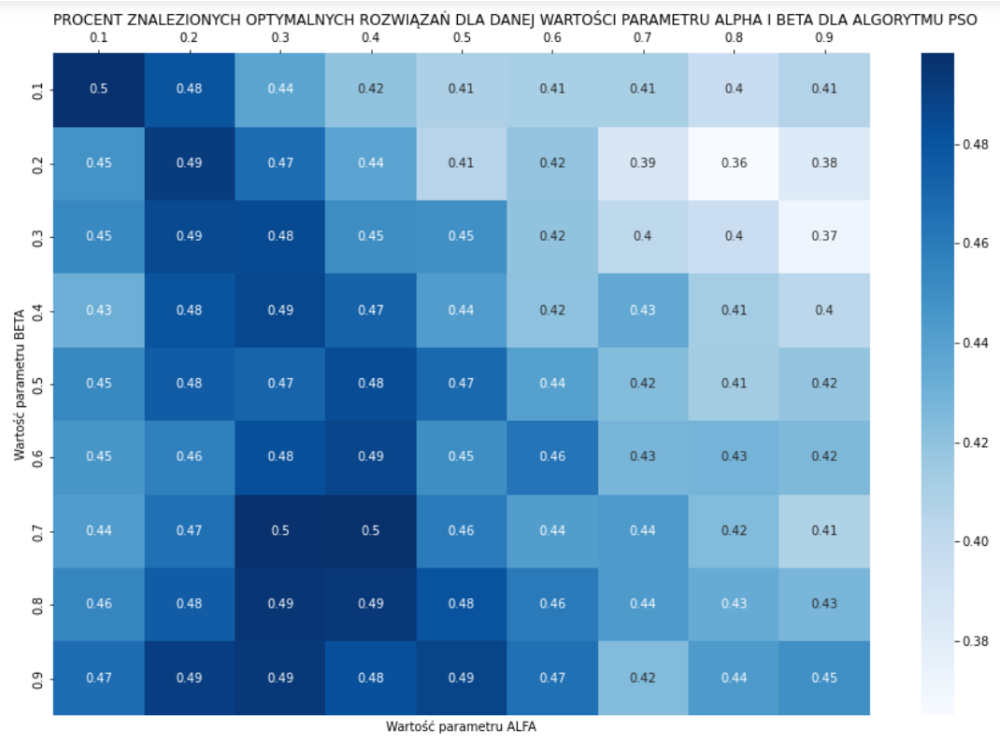 PROCENT ZNALEZIONYCH OPTYMALNYCH ROZWIĄZAŃ DLA DANEJ WARTOŚCI PARAMETRU ALPHA I BETA DLA ALGORYTMU PSO
0.1 0.2 0.3 0.4 0.5 0.6 0.7 0.8 0.9
0.1 0.5 0.48 0.44 0.42 0.41 0.41 0.41 0.4 0.41
0.2 0.45 0.49 0.47 0.44 0.41 0.42 0.39 0.36 0.38
0.3 0.45 0.49 0.48 0.45 0.45 0.42 0.4 0.4 0.37
0.4 0.43 0.48 0.49 0.47 0.44 0.42 0.43 0.41 0.4
0.5 0.45 0.48 0.47 0.48 0.47 0.44 0.42 0.41 0.42
0.6 0.45 0.46 0.48 0.49 0.45 0.46 0.43 0.43 0.42
0.7 0.44 0.47 0.5 0.5 0.46 0.44 0.44 0.42 0.41
0.8 0.46 0.48 0.49 0.49 0.48 0.46 0.44 0.43 0.43
0.9 0.47 0.49 0.49 0.48 0.49 0.47 0.42 0.44 0.45
Wartość parametru BETA
Wartość parametru ALFA
0.48
0.46
0.44
0.42
0.40
0.38